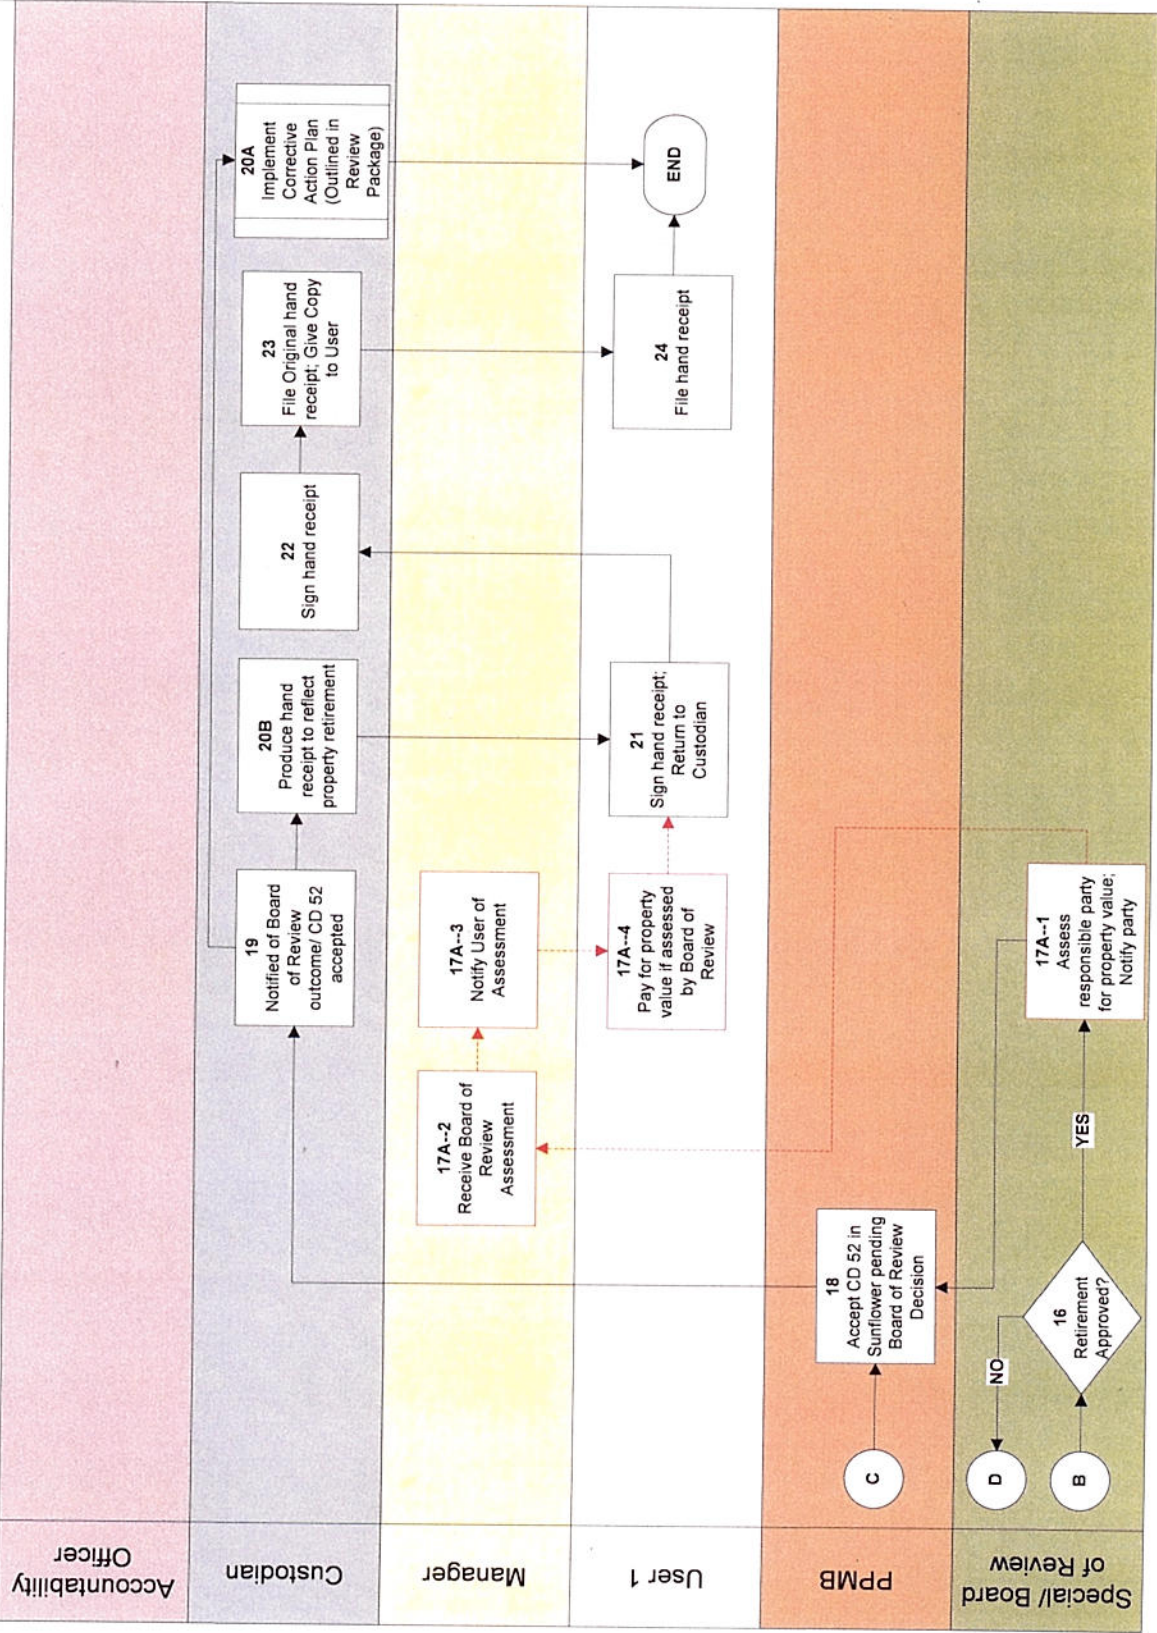 Accountability
Officer
Custodian
20A
Implement
Corrective
Action Plan
(Outlined in
Review
Package)
23
File Original hand
receipt; Give Copy
to User
22
Sign hand receipt
20B
Produce hand
receipt to reflect
property retirement
19
Notified of Board
of Review
outcome/ CD 52
accepted
Manager
17A--3
Notify User of
Assessment
17A--2
Receive Board of
Review
Assessment
User 1
END
24
File hand receipt
21
Sign hand receipt;
Return to
Custodian
17A--4
Pay for property
value if assessed
by Board of
Review
PPMB
18
Accept CD 52 in
Sunflower pending
Board of Review
Decision
C
Special/ Board
of Review
17A--1
Assess
responsible party
for property value;
Notify party
YES
16
Retirement
Approved?
NO
D
B